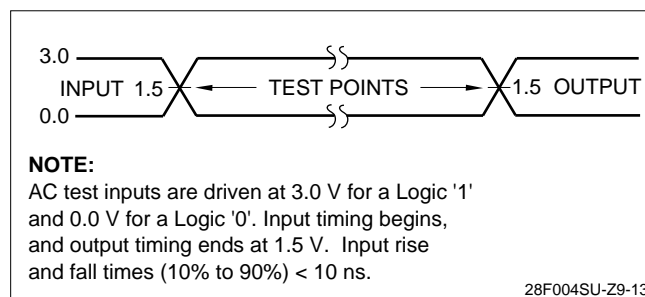 3.0
INPUT 1.5 TEST POINTS 1.5 OUTPUT
0.0
NOTE:
AC test inputs are driven at 3.0 V for a Logic '1'
and 0.0 V for a Logic '0'. Input timing begins,
and output timing ends at 1.5 V. Input rise
and fall times (10% to 90%) < 10 ns.
28F004SU-Z9-13